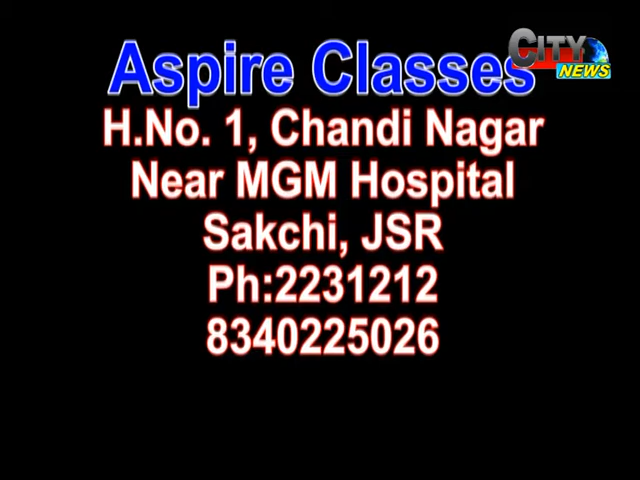 CITY
NEWS
Aspire Classes
H.No. 1, Chandi Nagar
Near MGM Hospital
Sakchi, JSR
Ph:2231212
8340225026